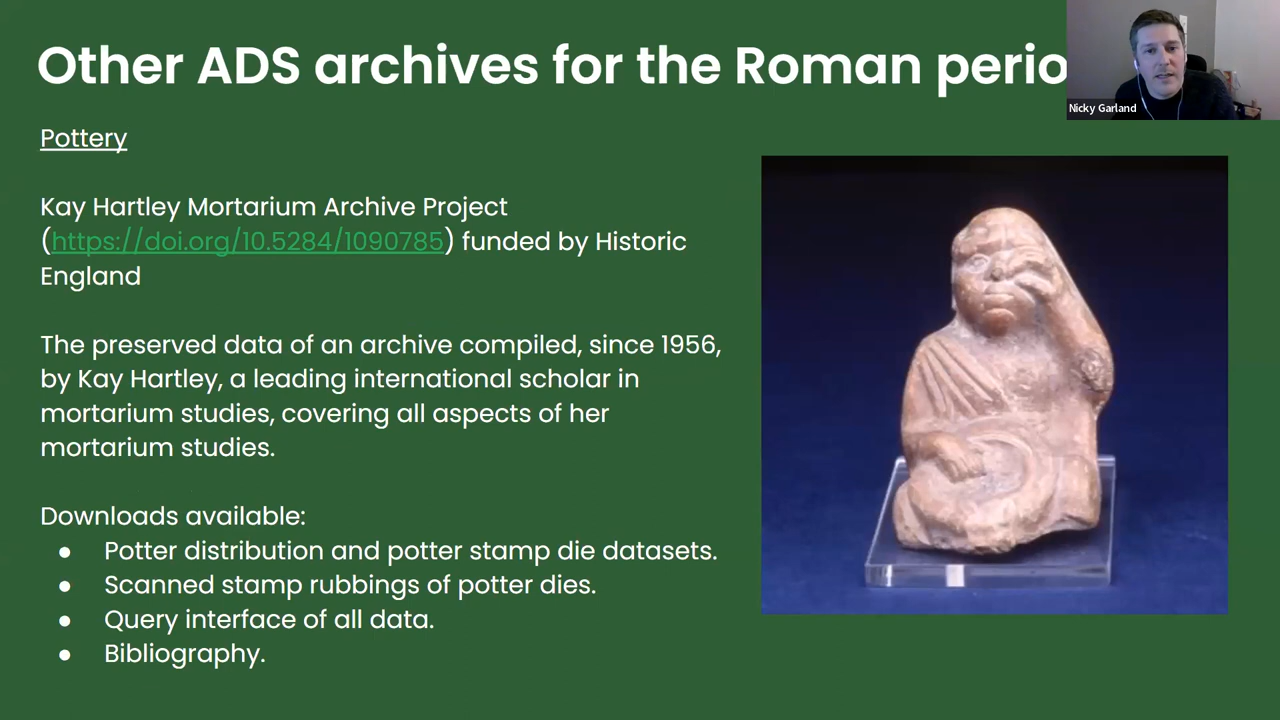 Other ADS archives for the Roman perio
Nicky Garland
Pottery
Kay Hartley Mortarium Archive Project
(https://doi.org/10.5284/1090785) funded by Historic
England
The preserved data of an archive compiled, since 1956,
by Kay Hartley, a leading international scholar in
mortarium studies, covering all aspects of her
mortarium studies.
Downloads available:
● Potter distribution and potter stamp die datasets.
● Scanned stamp rubbings of potter dies.
● Query interface of all data.
● Bibliography.